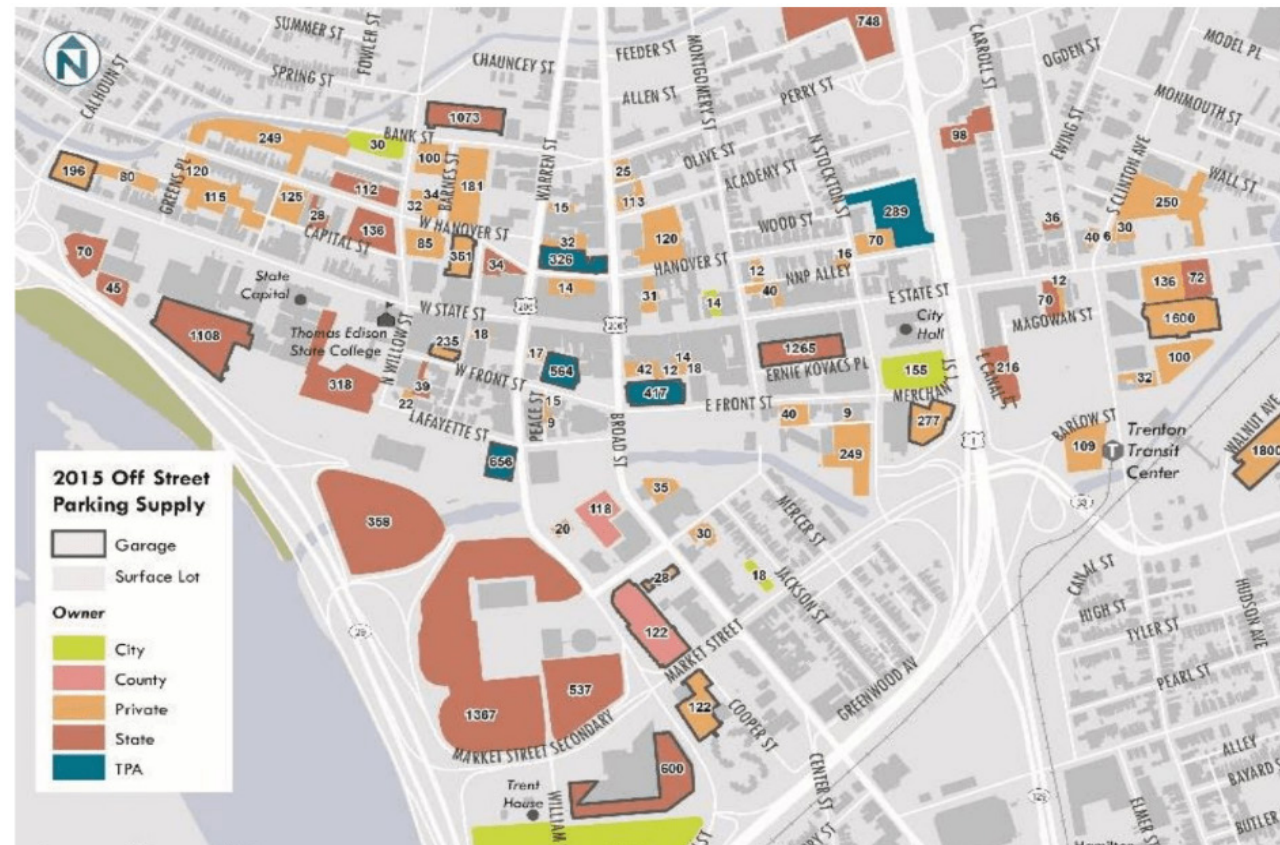 SUMMER ST
FOWLER ST
748
CARROLL ST
MODEL PL
N
CALHOUN ST
SPRING ST
CHAUNCEY ST
FEEDER ST
MONTGOMERY ST
OGDEN ST
ALLEN ST
PERRY ST
MONMOUTH ST
1073
BANK ST
249
30
WARREN ST
98
EWING ST
196
80
GREENS PL
120
100
BARNES ST
OLIVE ST
25
ACADEMY ST
N STOCKTON ST
S CLINTON AVE
WALL ST
115
125
112
34
181
32
15
113
289
250
28
136
W HANOVER ST
WOOD ST
36
30
40
6
CAPITAL ST
85
351
32
120
70
70
34
326
HANOVER ST
16
NNP ALLEY
12
45
State
Capital
14
31
40
14
E STATE ST
12
136
72
W STATE ST
206
206
City
Hall
70
MAGOWAN ST
1600
1108
Thomas Edison
State College
N WILLOW ST
235
18
17
564
42
12
14
18
1265
ERNIE KOVACS PL
155
216
E CANAL ST
100
32
318
39
22
W FRONT ST
417
MERCHANT ST
LAFAYETTE ST
PEACE ST
15
9
BROAD ST
E FRONT ST
40
9
277
1
BARLOW ST
109
T
Trenton
Transit
Center
WALNUT AVE
1800
656
249
2015 Off Street
Parking Supply
Garage
Surface Lot
Owner
City
County
Private
State
TPA
358
20
118
35
30
MERCER ST
33
28
18
JACKSON ST
CANAL ST
HIGH ST
TYLER ST
HUDSON AVE
29
122
MARKET STREET
GREENWOOD AV
PEARL ST
537
1367
122
COOPER ST
MARKET STREET SECONDARY
600
CENTER ST
ALLEY
BAYARD S
Trent
House
WILLIAM
129
ELMER ST
BUTLER
Hamilton